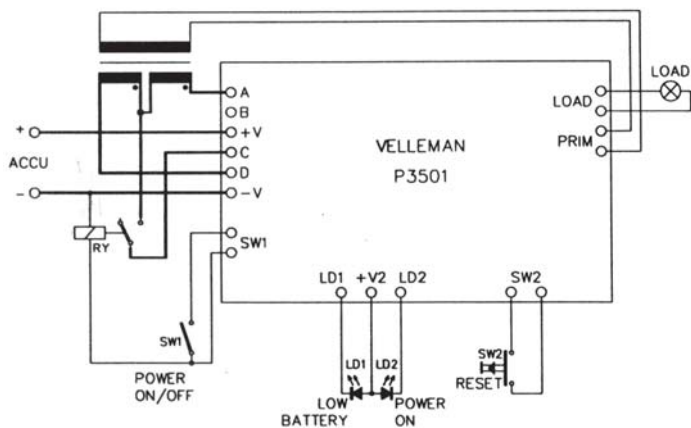 LOAD
A
B
+V
C
D
-V
+
ACCU
-
VELLEMAN
P3501
LOAD
PRIM
RY
SW1
SW1
POWER
ON/OFF
LD1 +V2 LD2
LD1 LD2
LOW
BATTERY
POWER
ON
SW2
SW2
RESET